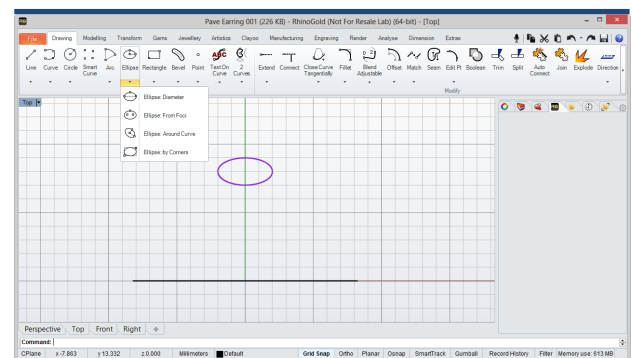 Pave Earring 001 (226 KB) - RhinoGold (Not For Resale Lab) (64-bit) - [Top]
File Drawing Modelling Transform Gems Jewellery Artistics Clayoo Manufacturing Engraving Render Analyse Dimension Extras
Line Curve Circle Smart Curve Arc Ellipse Rectangle Bevel Point Text On Curve 2 Curves Extend Connect Close Curve Tangentially Fillet Blend Adjustable Offset Match Seam Edit Pt Boolean Trim Split Auto Connect Join Explode Direction
Modify
Top
Ellipse: Diameter
Ellipse: From Foci
Ellipse: Around Curve
Ellipse: by Corners
Perspective Top Front Right
Command:
CPlane x -7.863 y 13.332 z 0.000 Millimeters Default Grid Snap Ortho Planar Osnap SmartTrack Gumball Record History Filter Memory use: 613 MB